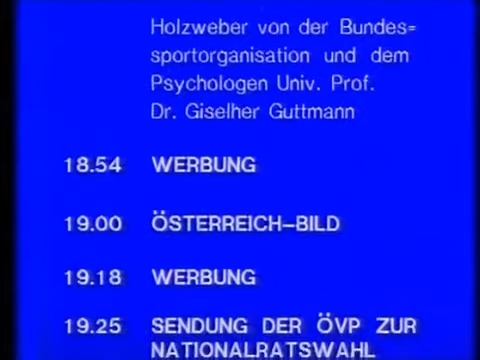 Holzweber von der Bundes=
sportorganisation und dem
Psychologen Univ. Prof.
Dr. Giselher Guttmann
18.54 WERBUNG
19.00 ÖSTERREICH–BILD
19.18 WERBUNG
19.25 SENDUNG DER ÖVP ZUR
NATIONALRATSWAHL